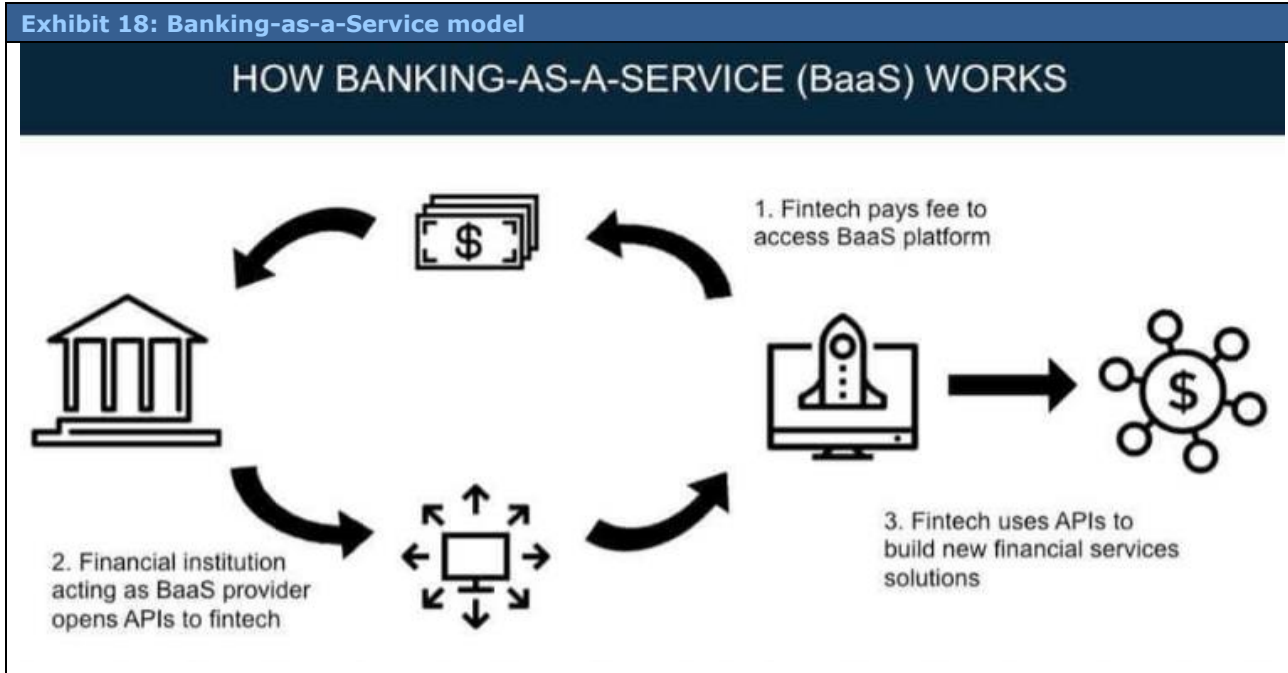 Exhibit 18: Banking-as-a-Service model
HOW BANKING-AS-A-SERVICE (BaaS) WORKS
$
1. Fintech pays fee to
access BaaS platform
$
2. Financial institution
acting as BaaS provider
opens APIs to fintech
3. Fintech uses APIs to
build new financial services
solutions